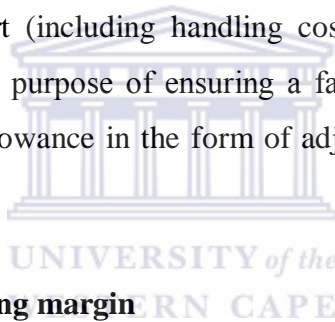 rt (including handling cos
purpose of ensuring a fa
owance in the form of adj
UNIVERSITY of the
ng margin
WESTERN CAPE